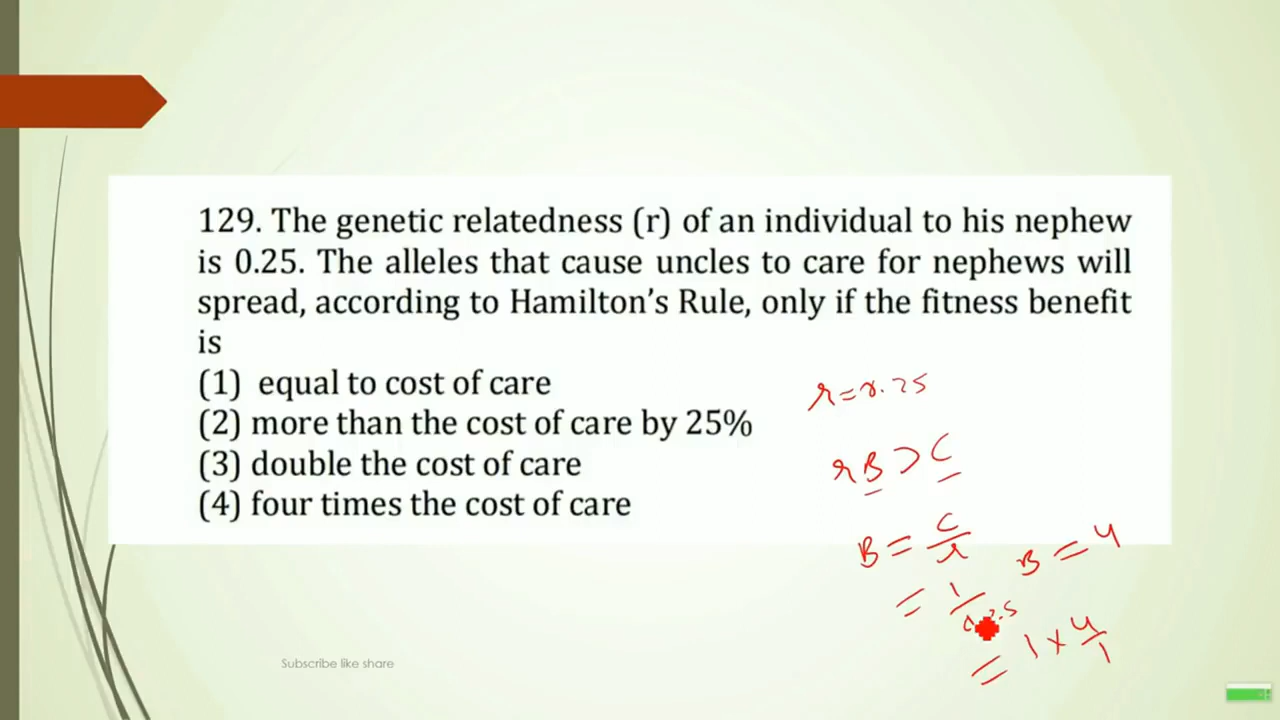 129. The genetic relatedness (r) of an individual to his nephew
is 0.25. The alleles that cause uncles to care for nephews will
spread, according to Hamilton's Rule, only if the fitness benefit
is
(1) equal to cost of care
(2) more than the cost of care by 25%
(3) double the cost of care
(4) four times the cost of care
r=0.25
rB>C
B = C/r
B = 4
= 1/0.25
= 1 × 4/1
Subscribe like share